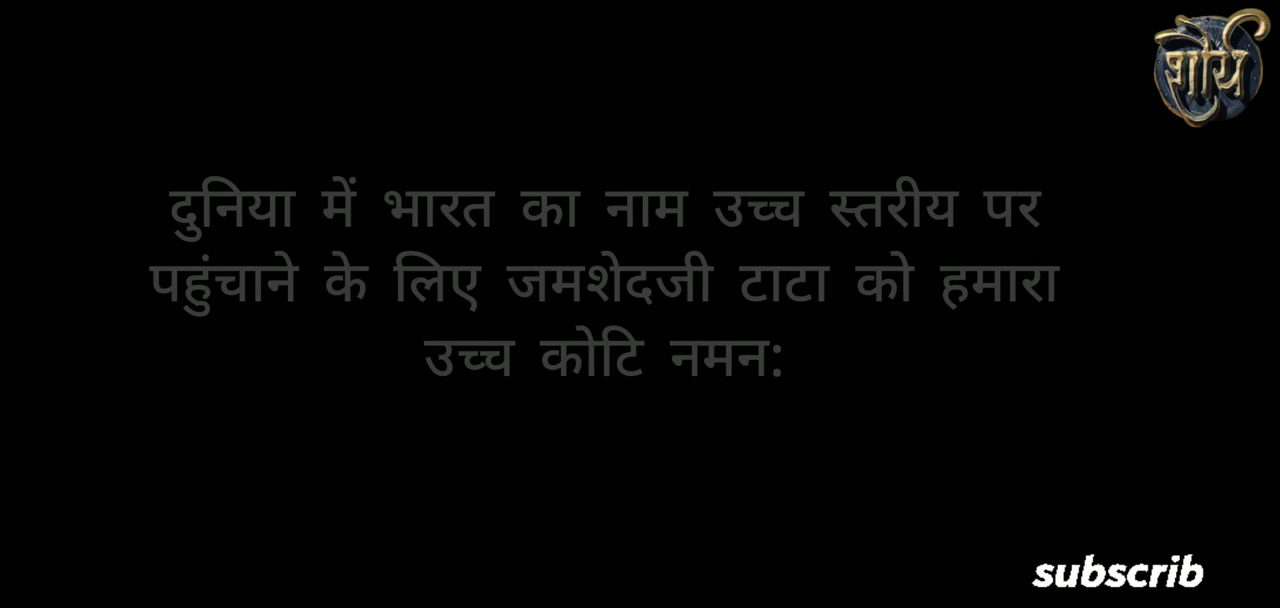 शौर्य
दुनिया में भारत का नाम उच्च स्तरीय पर
पहुंचाने के लिए जमशेदजी टाटा को हमारा
उच्च कोटि नमन:
subscrib